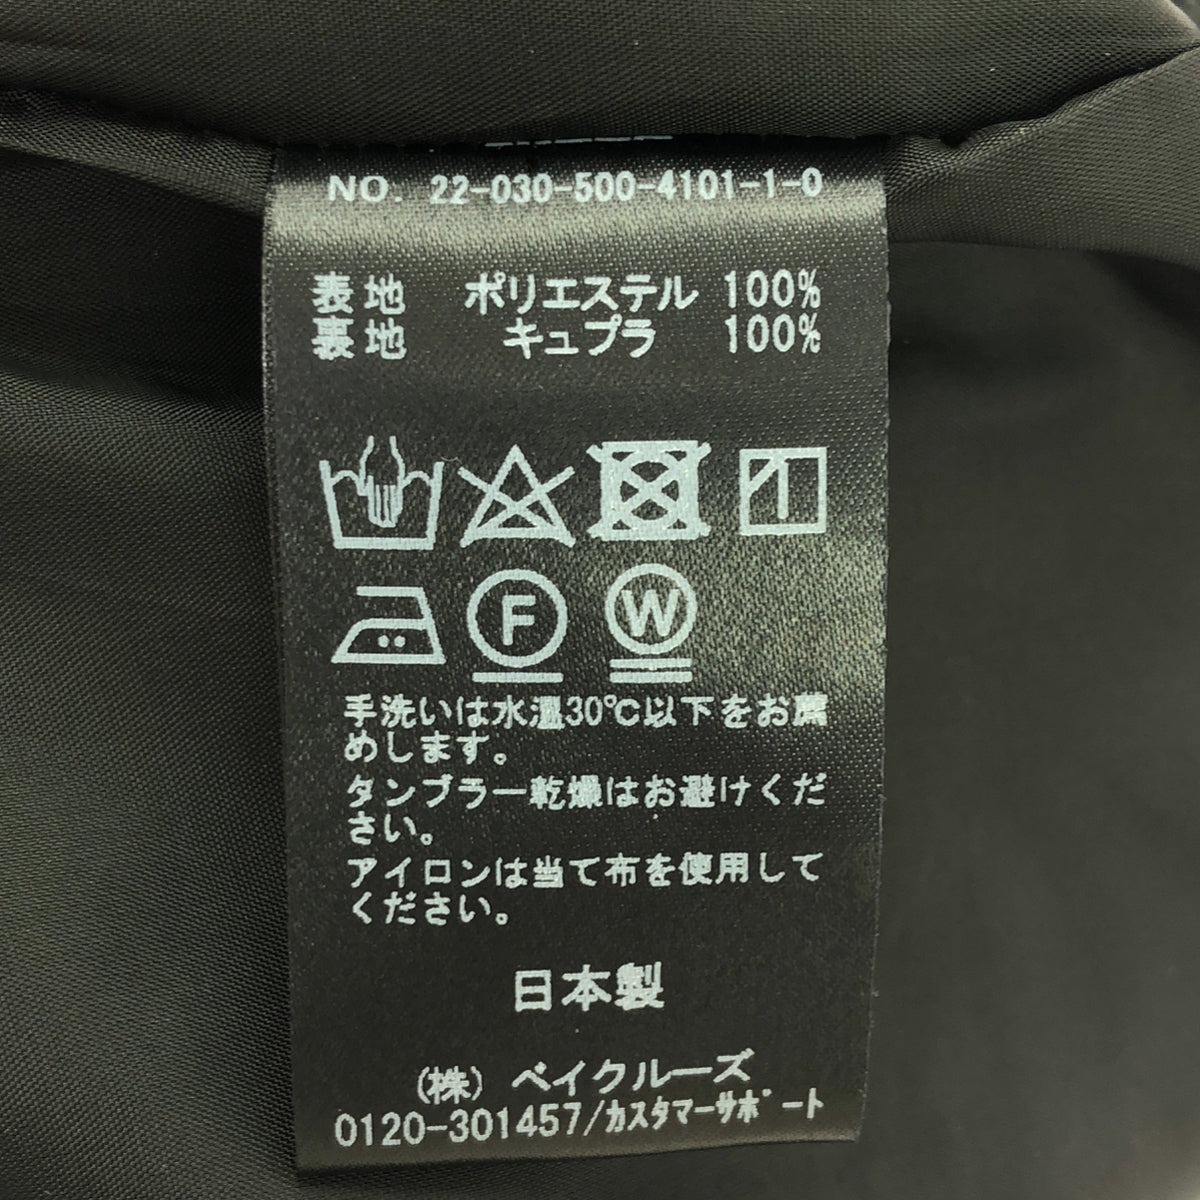 NO. 22-030-500-4101-1-0
表地 ポリエステル 100%
裏地 キュプラ 100%
F W
手洗いは水温30℃以下をお薦
めします。
タンブラー乾燥はお避けくだ
さい。
アイロンは当て布を使用して
ください。
日本製
(株) ベイクルーズ
0120-301457/ｶｽﾀﾏｰｻﾎﾟｰﾄ